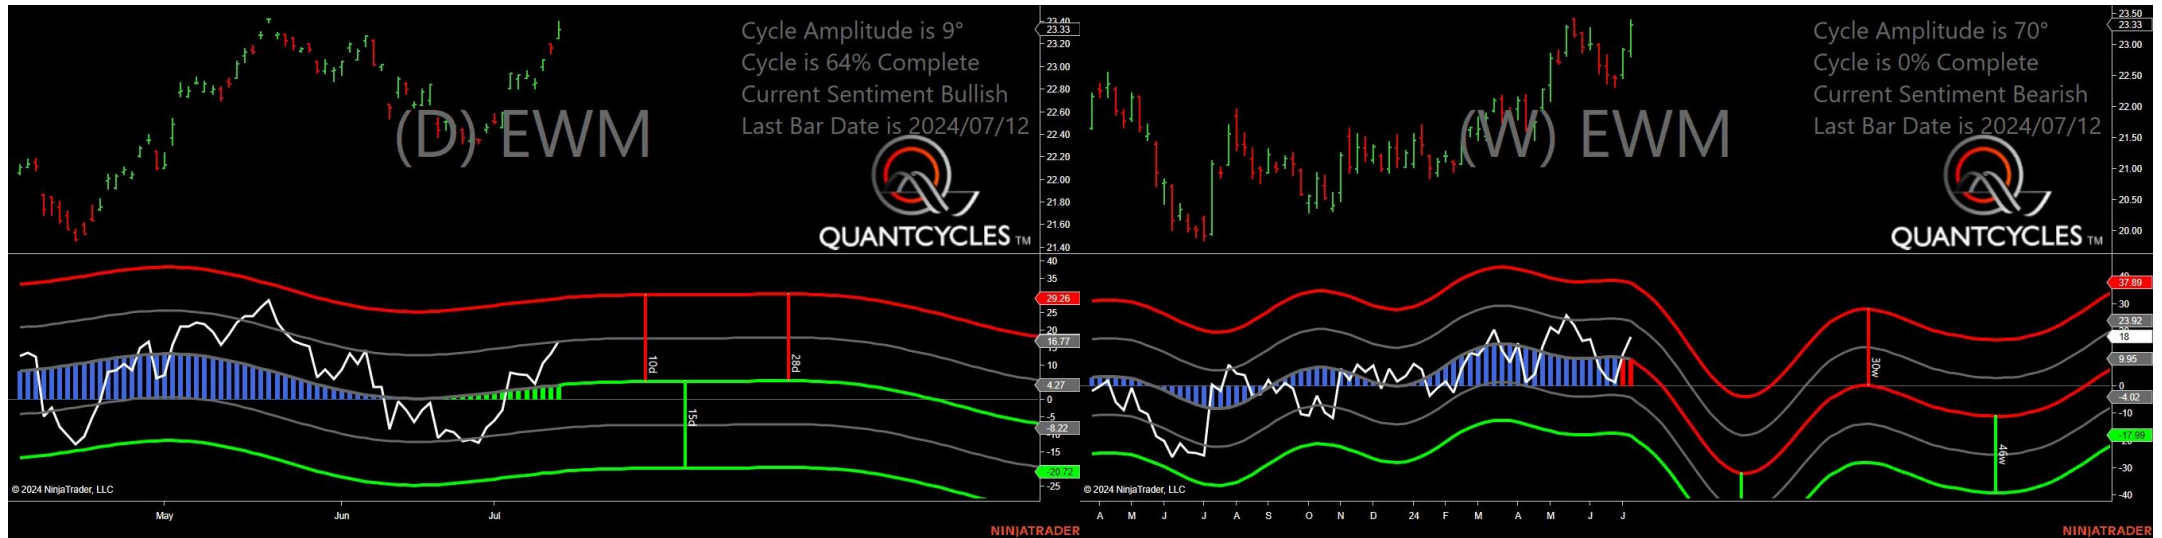 Cycle Amplitude is 9°
Cycle is 64% Complete
Current Sentiment Bullish
Last Bar Date is 2024/07/12
(D) EWM
QUANTCYCLES TM
23.40
23.33
23.20
23.00
22.80
22.60
22.40
22.20
22.00
21.80
21.60
21.40
40
35
29.26
25
20
16.77
15
10
4.27
0
-5
-8.22
-10
-15
-20.72
-25
10d
28d
15d
© 2024 NinjaTrader, LLC
May Jun Jul
NINJATRADER
Cycle Amplitude is 70°
Cycle is 0% Complete
Current Sentiment Bearish
Last Bar Date is 2024/07/12
(W) EWM
QUANTCYCLES TM
23.50
23.33
23.00
22.50
22.00
21.50
21.00
20.50
20.00
40
37.89
30
23.92
18
9.95
0
-4.02
-10
-17.99
-30
-40
30w
46w
© 2024 NinjaTrader, LLC
A M J J A S O N D 24 F M A M J J
NINJATRADER